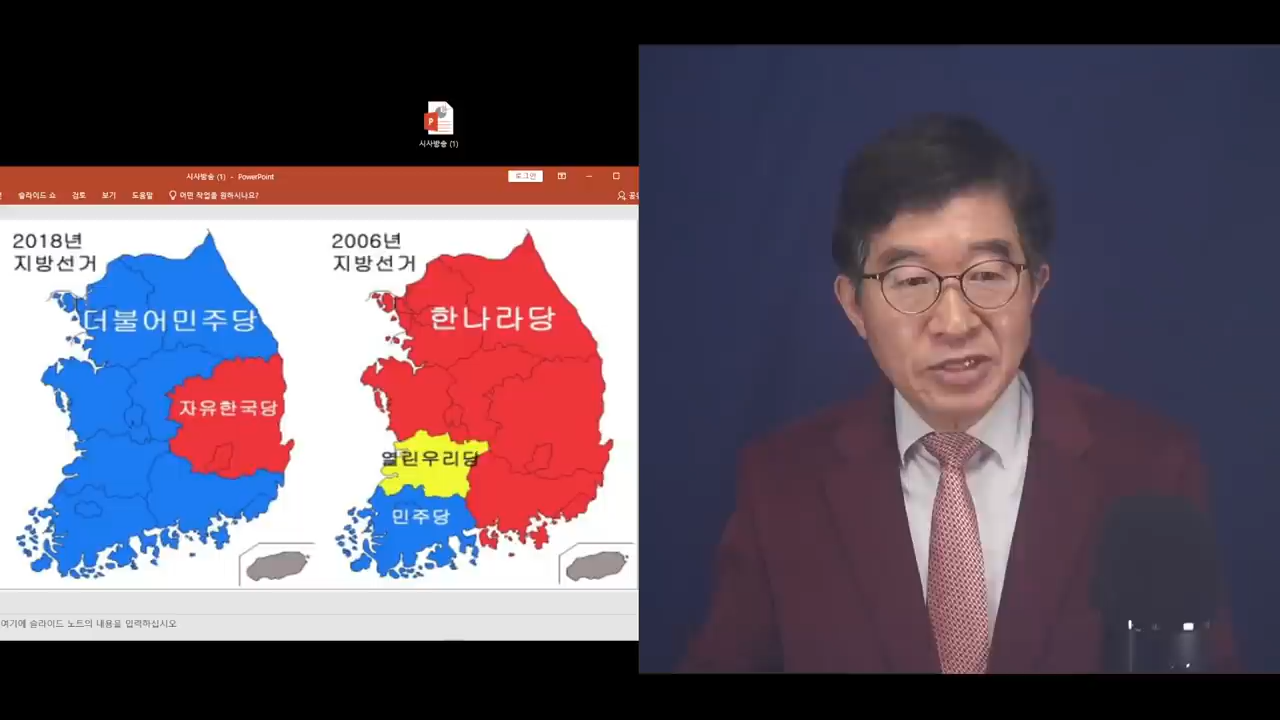 시사방송 (1)
시사방송 (1) - PowerPoint
로그인
슬라이드 쇼 검토 보기 도움말 어떤 작업을 원하시나요?
2018년
지방선거
더불어민주당
자유한국당
2006년
지방선거
한나라당
열린우리당
민주당
여기에 슬라이드 노트의 내용을 입력하십시오